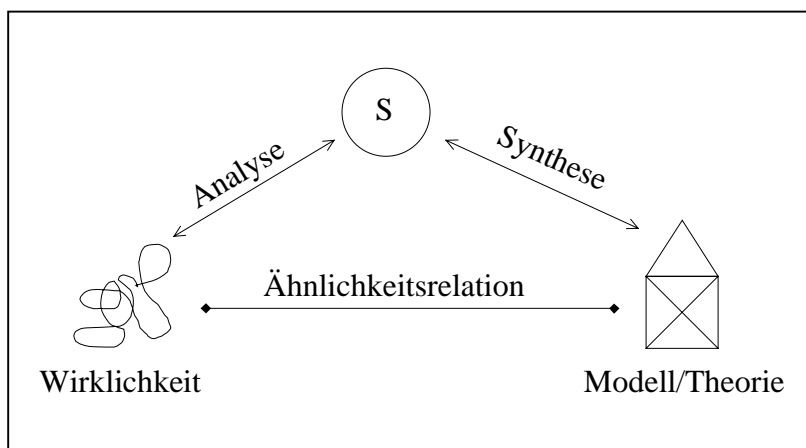 S
Analyse
Synthese
Ähnlichkeitsrelation
Wirklichkeit
Modell/Theorie